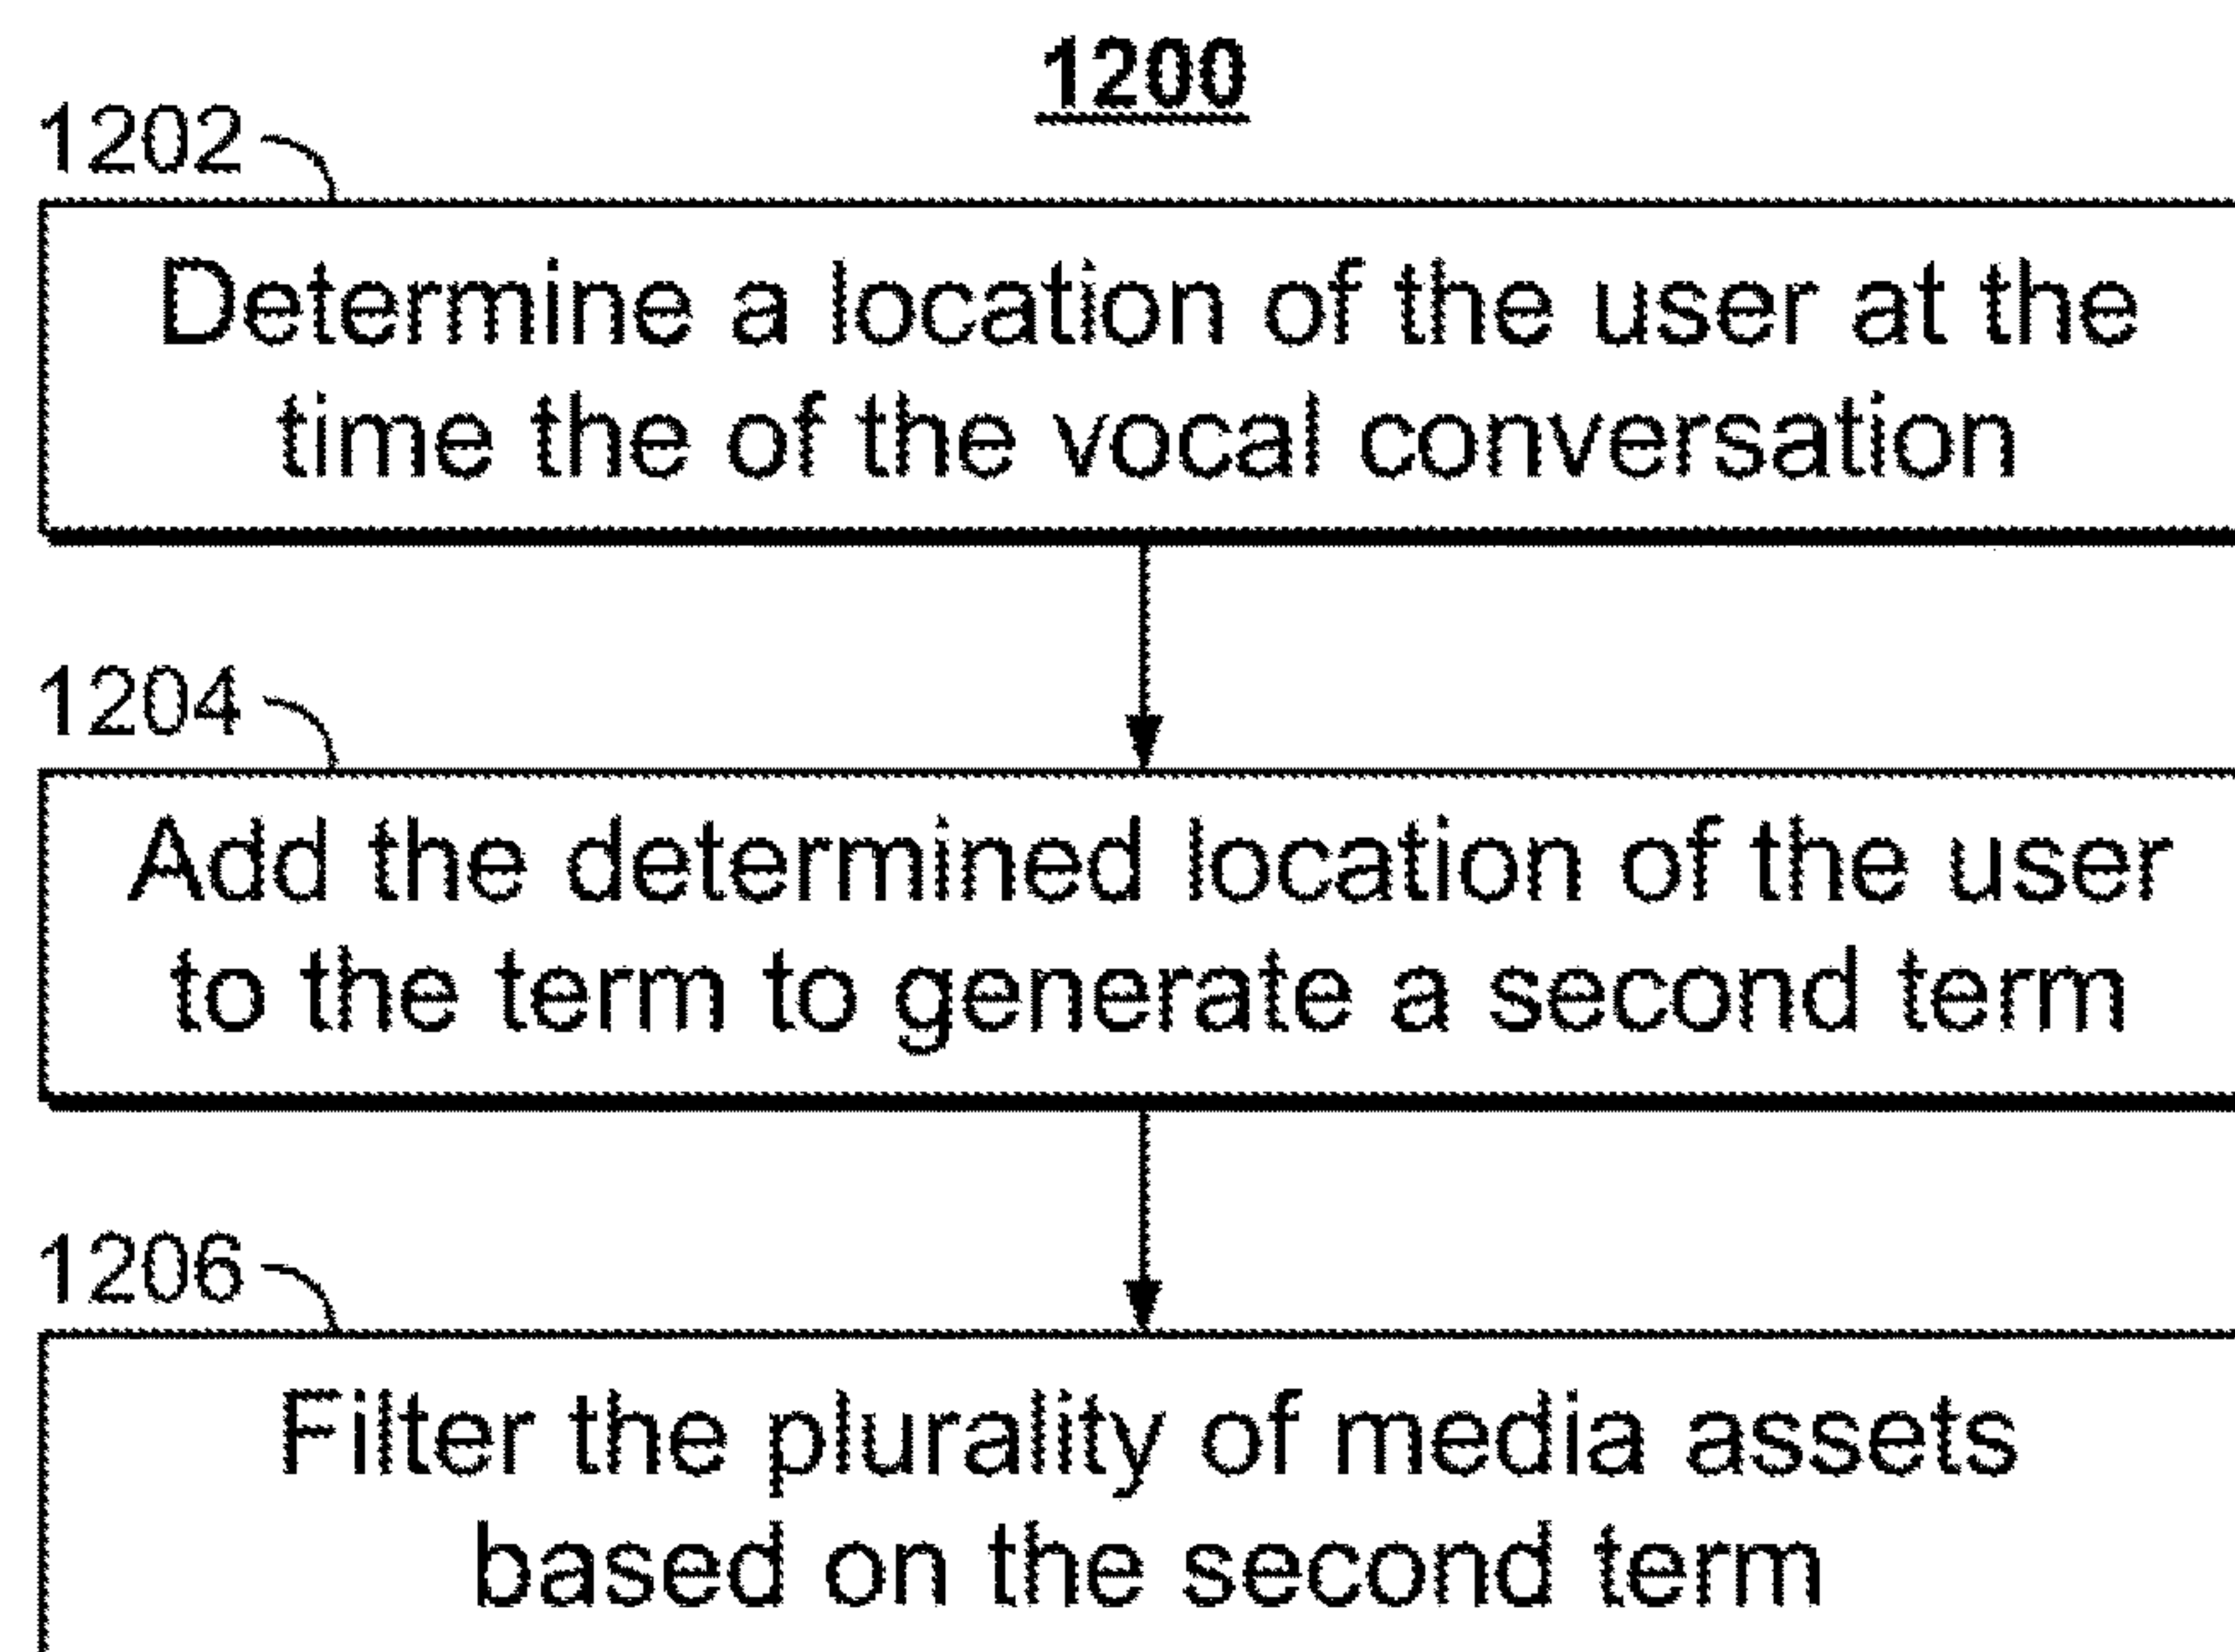 1200
1202
Determine a location of the user at the
time the of the vocal conversation
1204
Add the determined location of the user
to the term to generate a second term
1206
Filter the plurality of media assets
based on the second term